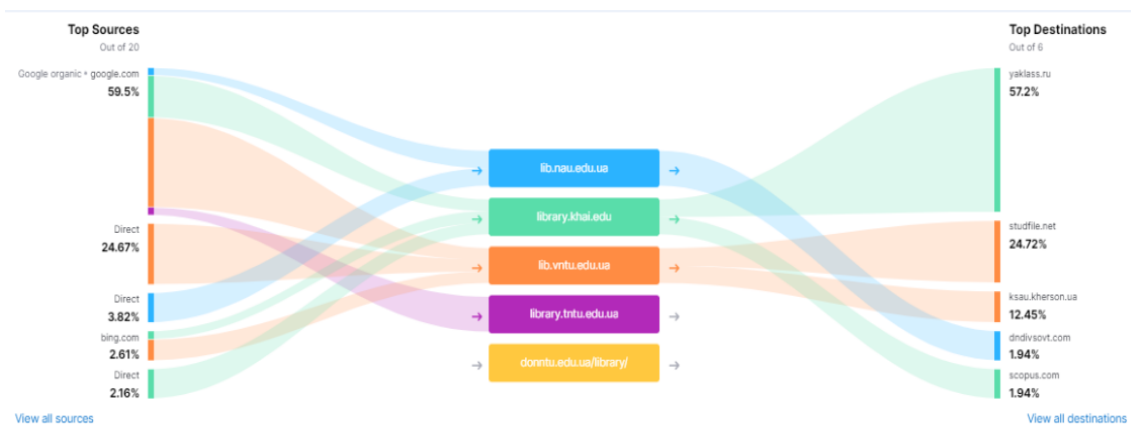 Top Sources
Out of 20
Google organic • google.com
59.5%
Direct
24.67%
Direct
3.82%
bing.com
2.61%
Direct
2.16%
View all sources
lib.nau.edu.ua
library.khai.edu
lib.vntu.edu.ua
library.tntu.edu.ua
donntu.edu.ua/library/
Top Destinations
Out of 6
yaklass.ru
57.2%
studfile.net
24.72%
ksau.kherson.ua
12.45%
dndivsovt.com
1.94%
scopus.com
1.94%
View all destinations